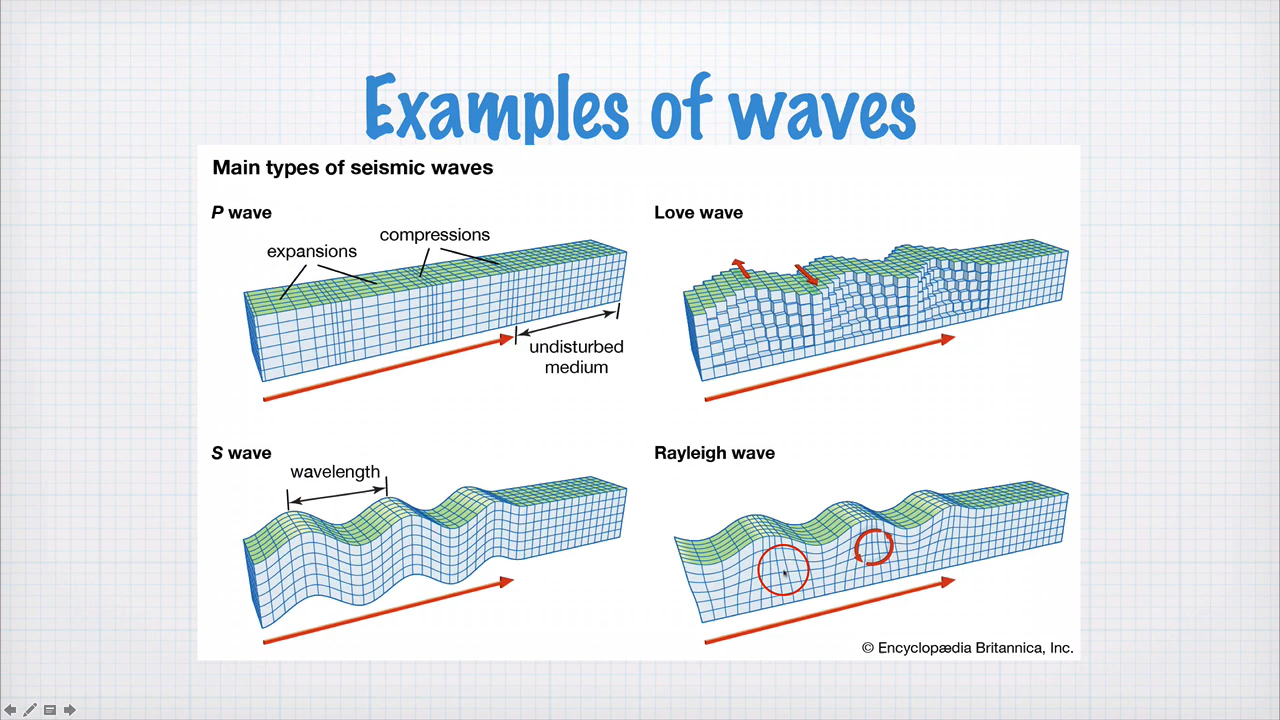 Examples of waves
Main types of seismic waves
P wave
expansions
compressions
undisturbed
medium
Love wave
S wave
wavelength
Rayleigh wave
© Encyclopædia Britannica, Inc.